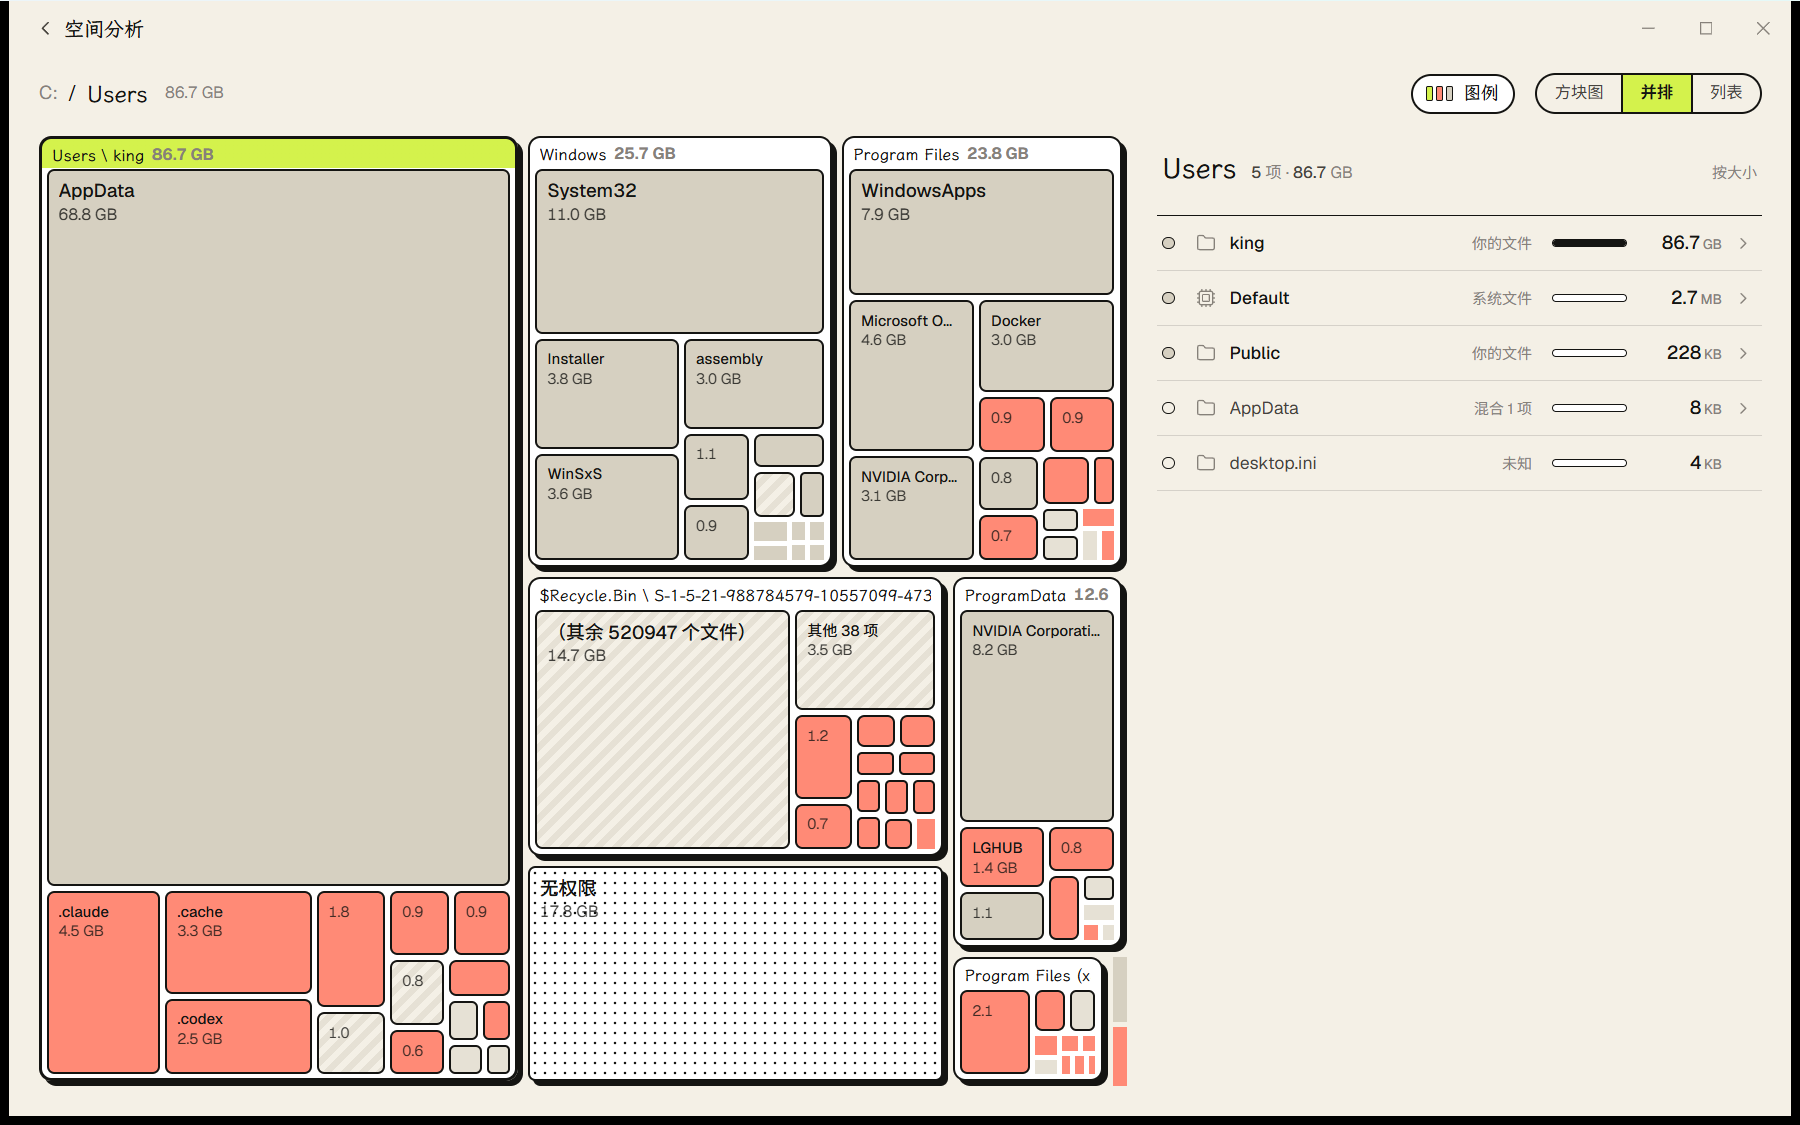 空间分析
C: / Users 86.7 GB
图例
方块图 并排 列表
Users \ king 86.7 GB
AppData
68.8 GB
.claude
4.5 GB
.cache
3.3 GB
.codex
2.5 GB
1.8
1.0
0.9
0.9
0.8
0.6
Windows 25.7 GB
System32
11.0 GB
Installer
3.8 GB
assembly
3.0 GB
WinSxS
3.6 GB
1.1
0.9
Program Files 23.8 GB
WindowsApps
7.9 GB
Microsoft O...
4.6 GB
Docker
3.0 GB
NVIDIA Corp...
3.1 GB
0.9
0.9
0.8
0.7
$Recycle.Bin \ S-1-5-21-988784579-10557099-473
（其余 520947 个文件）
14.7 GB
其他 38 项
3.5 GB
1.2
0.7
无权限
17.8 GB
ProgramData 12.6
NVIDIA Corporati...
8.2 GB
LGHUB
1.4 GB
0.8
1.1
Program Files (x
2.1
Users 5 项 · 86.7 GB 按大小
king 你的文件 86.7 GB
Default 系统文件 2.7 MB
Public 你的文件 228 KB
AppData 混合 1 项 8 KB
desktop.ini 未知 4 KB